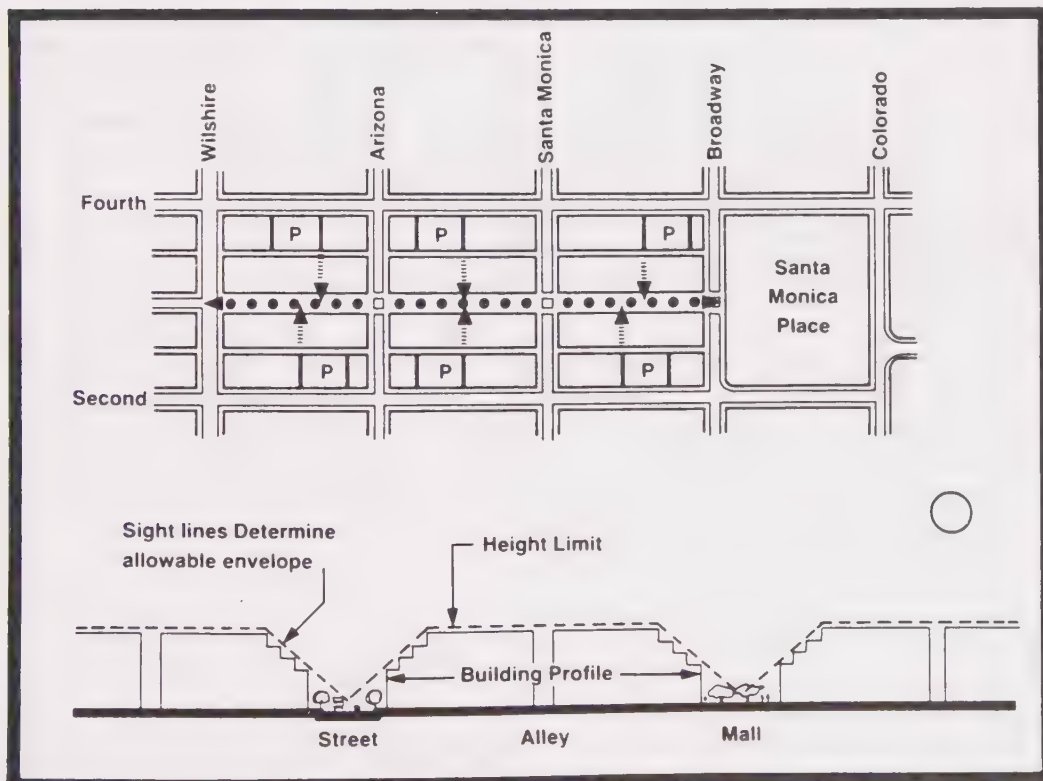 Wilshire
Arizona
Santa Monica
Broadway
Colorado
Fourth
P
P
P
Santa
Monica
Place
P
P
P
Second
Sight lines Determine
allowable envelope
Height Limit
Building Profile
Street
Alley
Mall